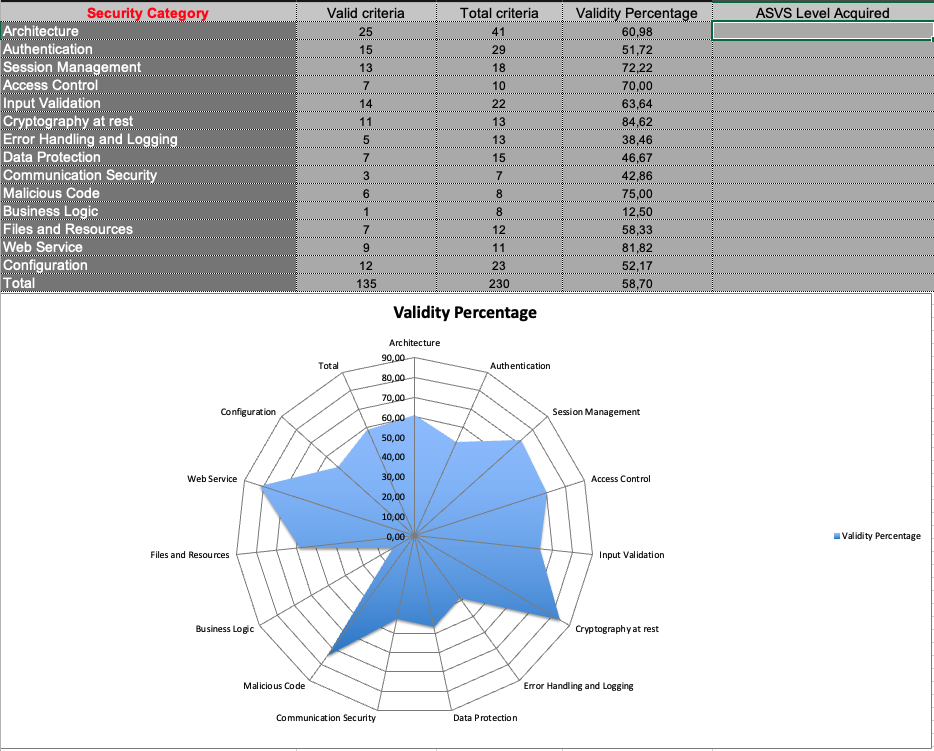 Security Category Valid criteria Total criteria Validity Percentage ASVS Level Acquired
Architecture 25 41 60,98
Authentication 15 29 51,72
Session Management 13 18 72,22
Access Control 7 10 70,00
Input Validation 14 22 63,64
Cryptography at rest 11 13 84,62
Error Handling and Logging 5 13 38,46
Data Protection 7 15 46,67
Communication Security 3 7 42,86
Malicious Code 6 8 75,00
Business Logic 1 8 12,50
Files and Resources 7 12 58,33
Web Service 9 11 81,82
Configuration 12 23 52,17
Total 135 230 58,70
Validity Percentage
Architecture
90,00
Total Authentication
80,00
70,00
Configuration Session Management
60,00
50,00
40,00
Web Service Access Control
30,00
20,00
10,00
0,00 Validity Percentage
Files and Resources Input Validation
Business Logic Cryptography at rest
Malicious Code Error Handling and Logging
Communication Security Data Protection